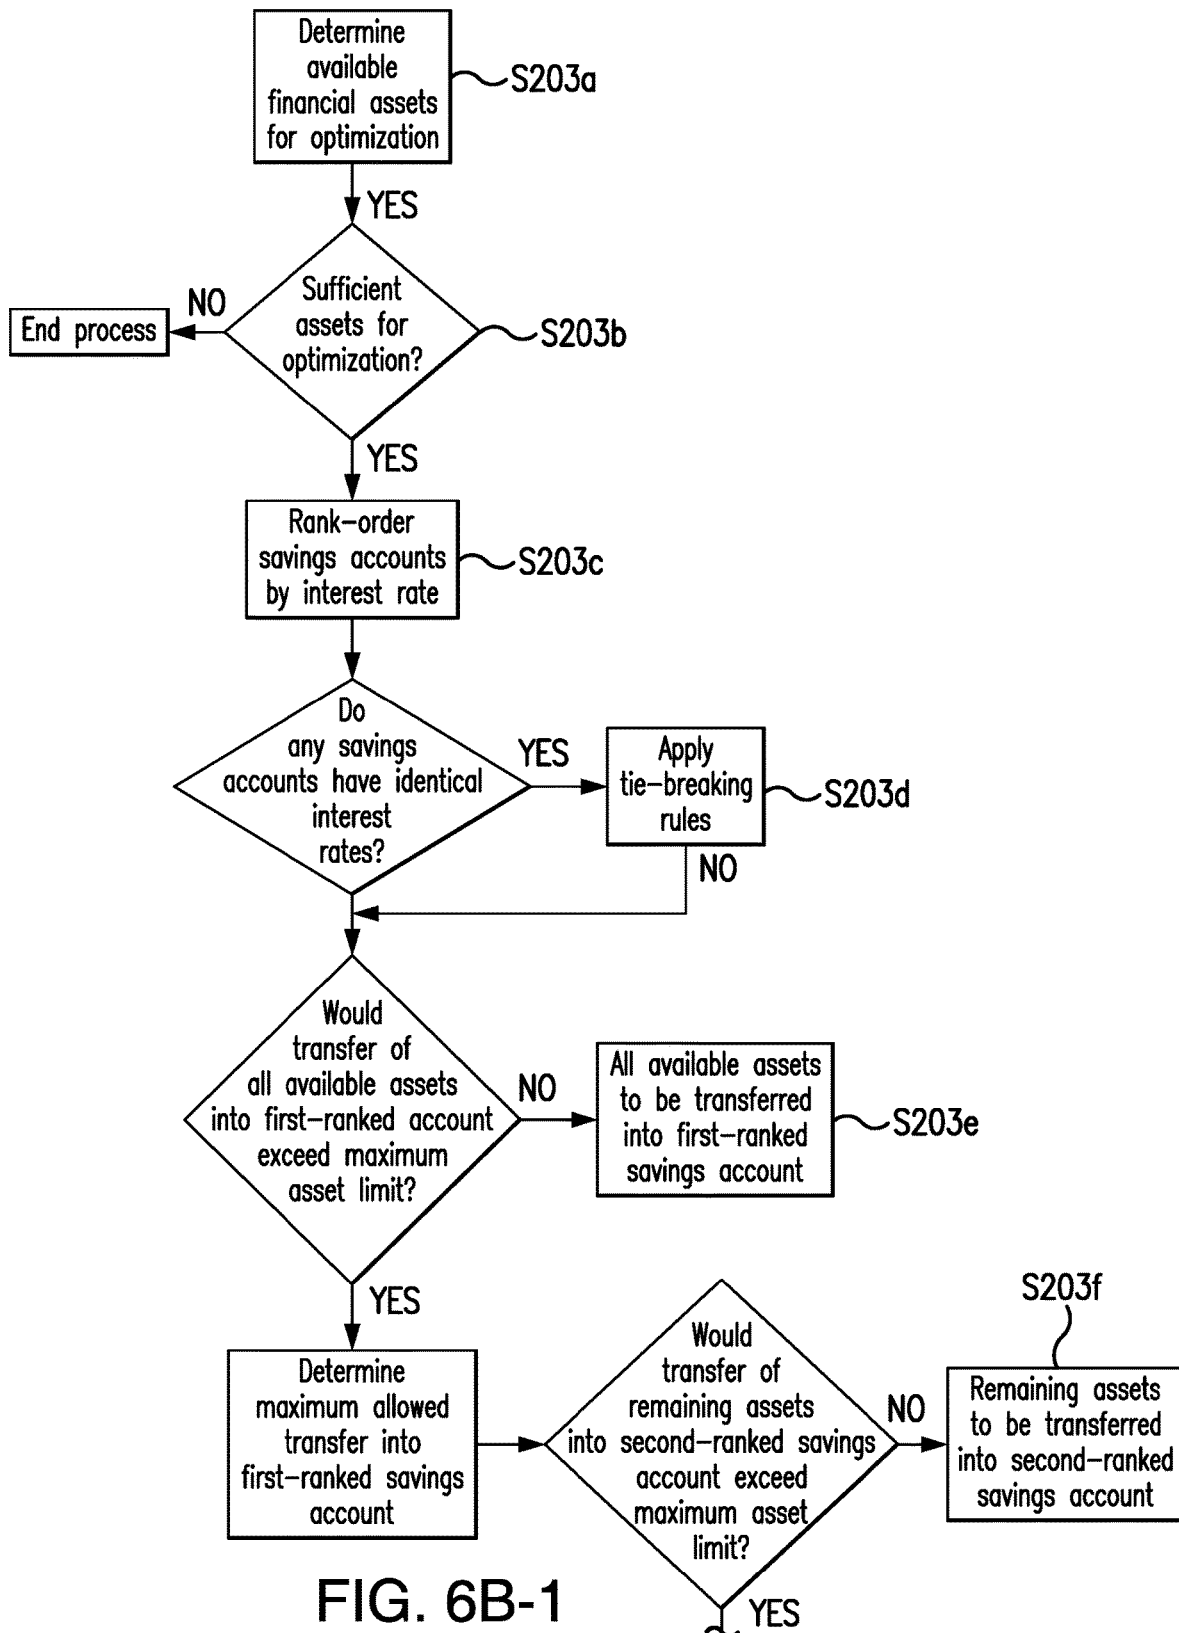 Determine
available
financial assets
for optimization
S203a
YES
Sufficient
assets for
optimization?
S203b
NO
End process
YES
Rank-order
savings accounts
by interest rate
S203c
Do
any savings
accounts have identical
interest
rates?
YES
Apply
tie-breaking
rules
S203d
NO
Would
transfer of
all available assets
into first-ranked account
exceed maximum
asset limit?
NO
All available assets
to be transferred
into first-ranked
savings account
S203e
YES
Determine
maximum allowed
transfer into
first-ranked savings
account
Would
transfer of
remaining assets
into second-ranked savings
account exceed
maximum asset
limit?
NO
S203f
Remaining assets
to be transferred
into second-ranked
savings account
YES
FIG. 6B-1